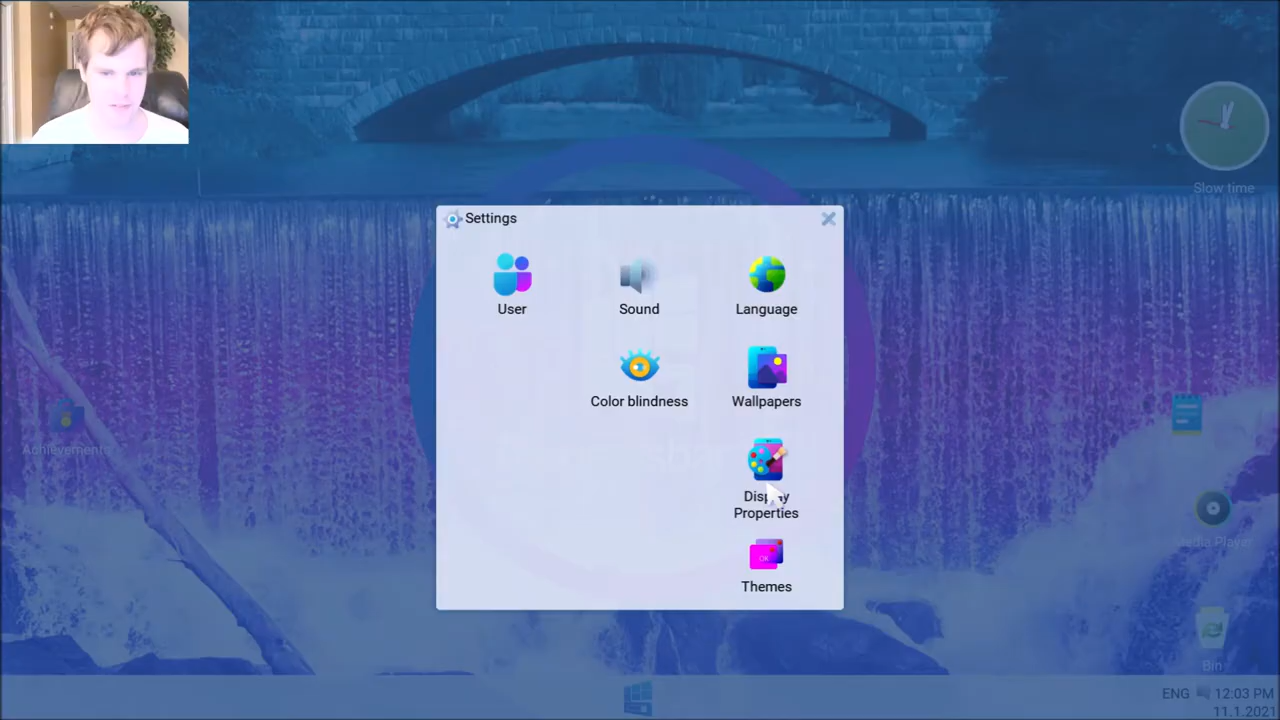 Slow time
Settings
User
Sound
Language
Color blindness
Wallpapers
Achievements
Display
Properties
OK
Media Player
Themes
Bin
ENG 12:03 PM
11.1.2021